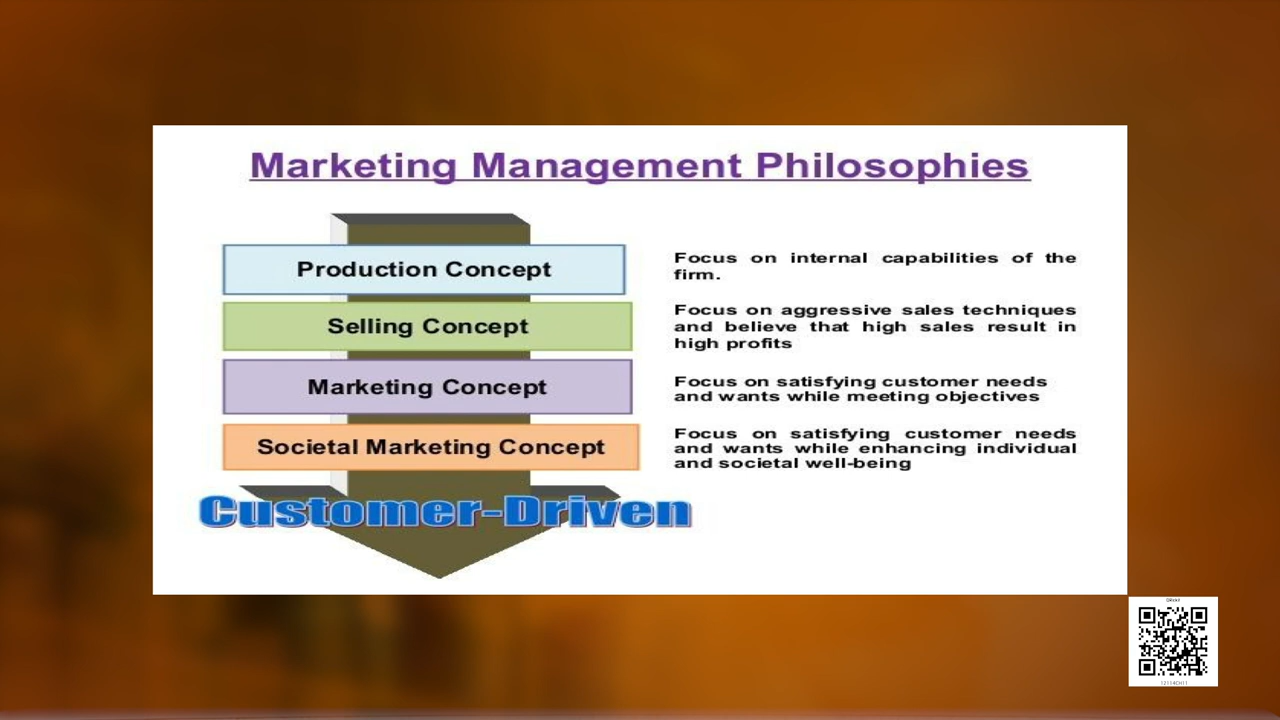 Marketing Management Philosophies
Production Concept
Focus on internal capabilities of the
firm.
Selling Concept
Focus on aggressive sales techniques
and believe that high sales result in
high profits
Marketing Concept
Focus on satisfying customer needs
and wants while meeting objectives
Societal Marketing Concept
Focus on satisfying customer needs
and wants while enhancing individual
and societal well-being
Customer-Driven